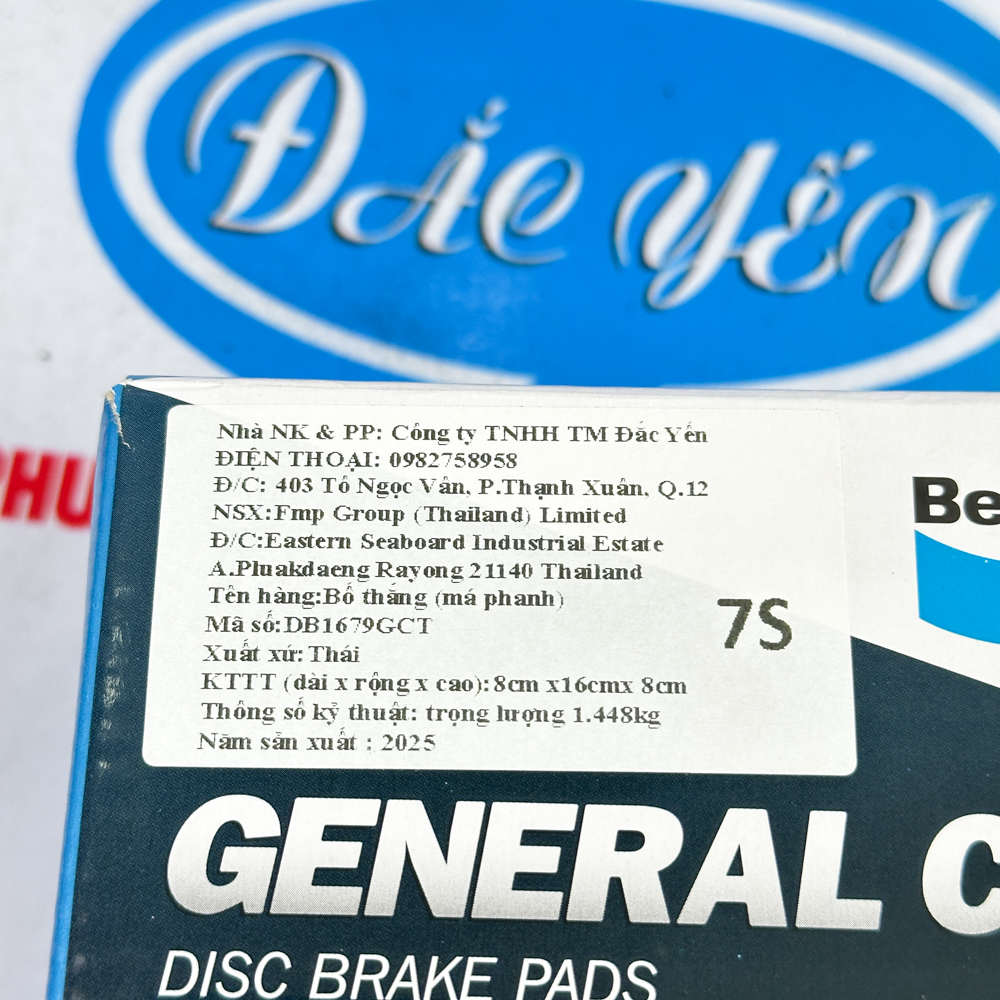 ĐẮC YẾN
PHU
Nhà NK & PP: Công ty TNHH TM Đắc Yến
ĐIỆN THOẠI: 0982758958
Đ/C: 403 Tô Ngọc Vân, P.Thạnh Xuân, Q.12
NSX:Fmp Group (Thailand) Limited
Đ/C:Eastern Seaboard Industrial Estate
A.Pluakdaeng Rayong 21140 Thailand
Tên hàng:Bố thắng (má phanh)
Mã số:DB1679GCT
7S
Xuất xứ: Thái
KTTT (dài x rộng x cao): 8cm x16cmx 8cm
Thông số kỹ thuật: trọng lượng 1.448kg
Năm sản xuất : 2025
Be
GENERAL C
DISC BRAKE PADS